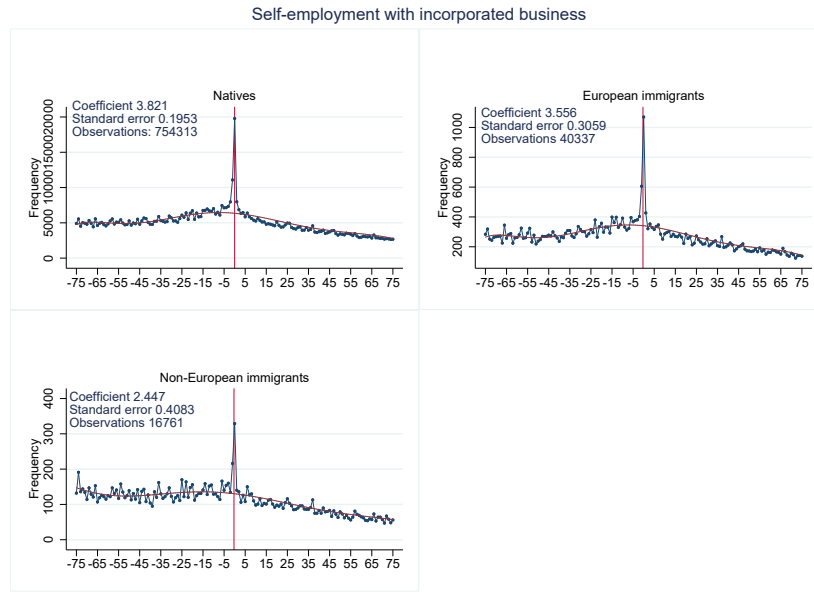 Self-employment with incorporated business
Natives
Coefficient 3.821
Standard error 0.1953
Observations: 754313
Frequency
0 5000 10000 15000 20000
-75 -65 -55 -45 -35 -25 -15 -5 5 15 25 35 45 55 65 75
European immigrants
Coefficient 3.556
Standard error 0.3059
Observations 40337
Frequency
200 400 600 800 1000
-75 -65 -55 -45 -35 -25 -15 -5 5 15 25 35 45 55 65 75
Non-European immigrants
Coefficient 2.447
Standard error 0.4083
Observations 16761
Frequency
0 100 200 300 400
-75 -65 -55 -45 -35 -25 -15 -5 5 15 25 35 45 55 65 75